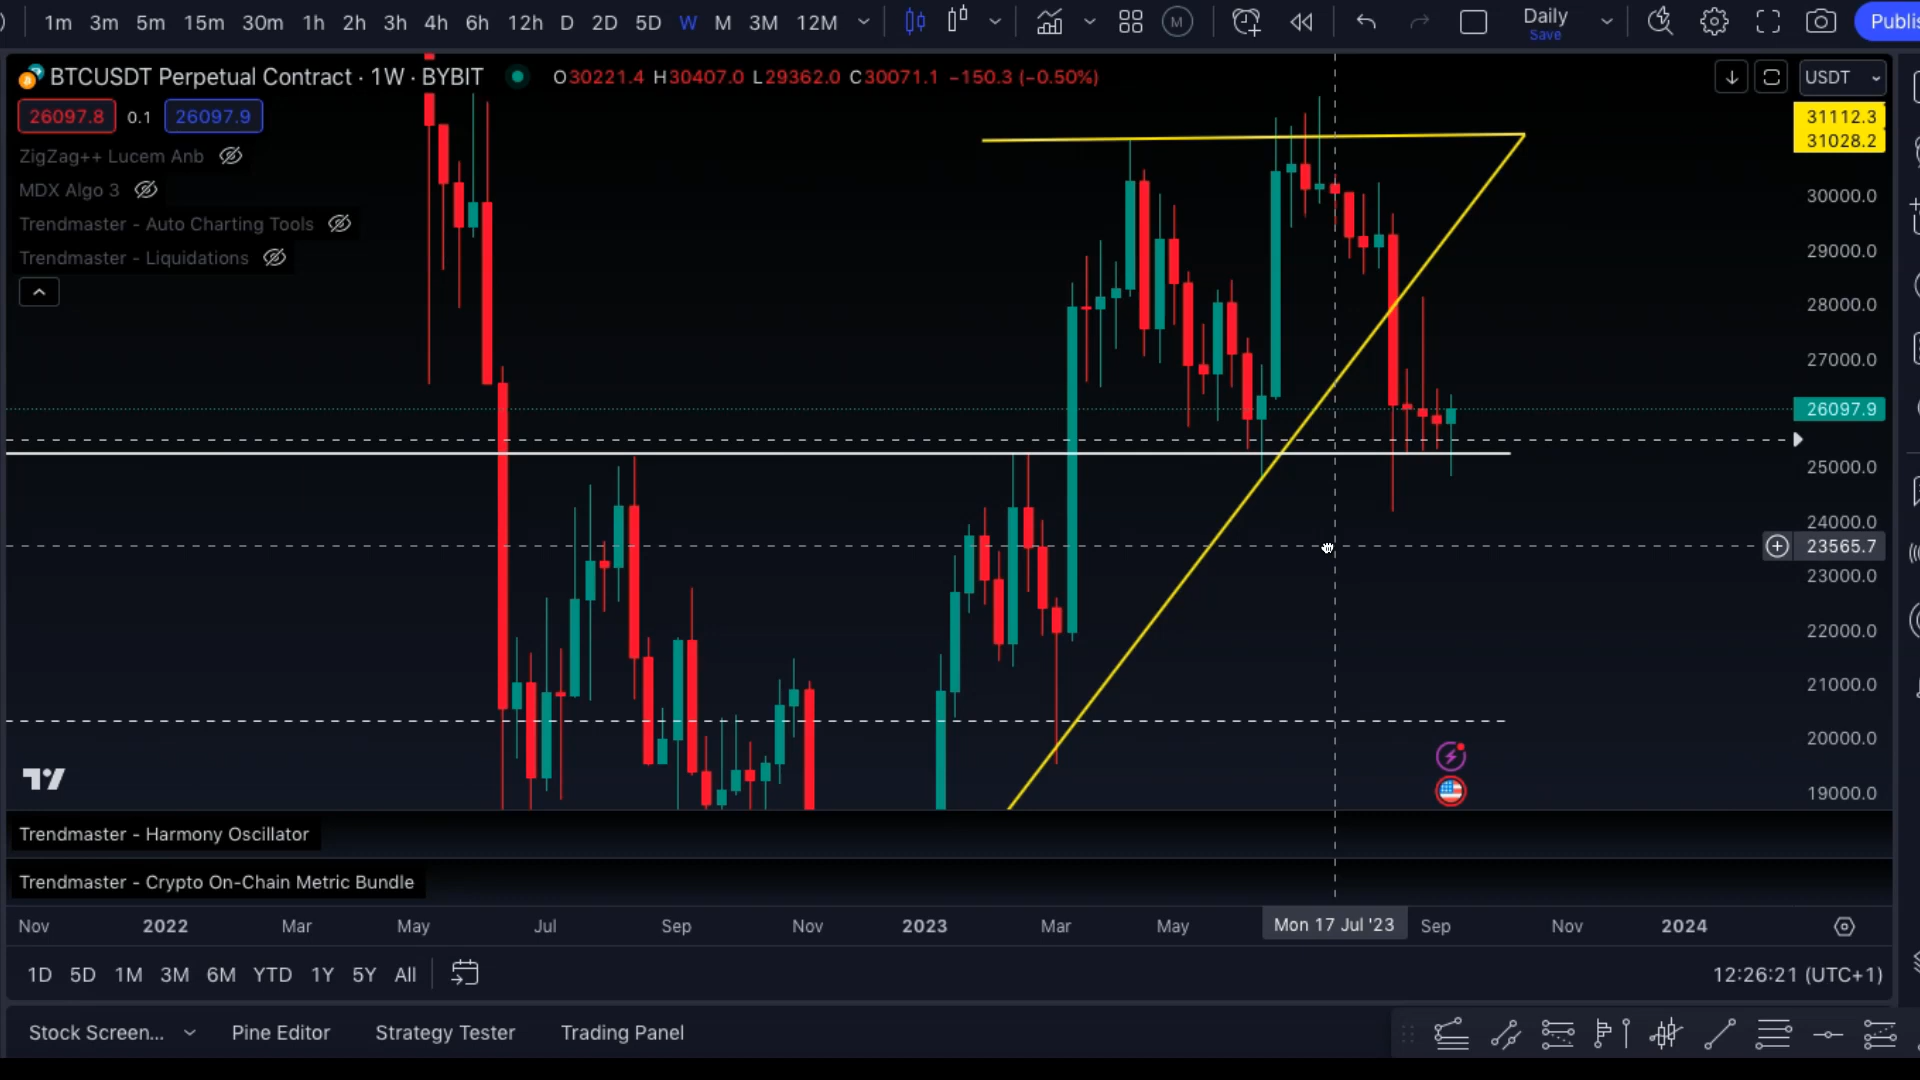 1m 3m 5m 15m 30m 1h 2h 3h 4h 6h 12h D 2D 5D W M 3M 12M M Daily
Save
Publi
BTCUSDT Perpetual Contract · 1W · BYBIT O30221.4 H30407.0 L29362.0 C30071.1 −150.3 (−0.50%) USDT
26097.8 0.1 26097.9
ZigZag++ Lucem Anb
MDX Algo 3
Trendmaster - Auto Charting Tools
Trendmaster - Liquidations
31112.3
31028.2
30000.0
29000.0
28000.0
27000.0
26097.9
25000.0
24000.0
23565.7
23000.0
22000.0
21000.0
20000.0
19000.0
Trendmaster - Harmony Oscillator
Trendmaster - Crypto On-Chain Metric Bundle
Nov 2022 Mar May Jul Sep Nov 2023 Mar May Mon 17 Jul '23 Sep Nov 2024
1D 5D 1M 3M 6M YTD 1Y 5Y All 12:26:21 (UTC+1)
Stock Screen... Pine Editor Strategy Tester Trading Panel